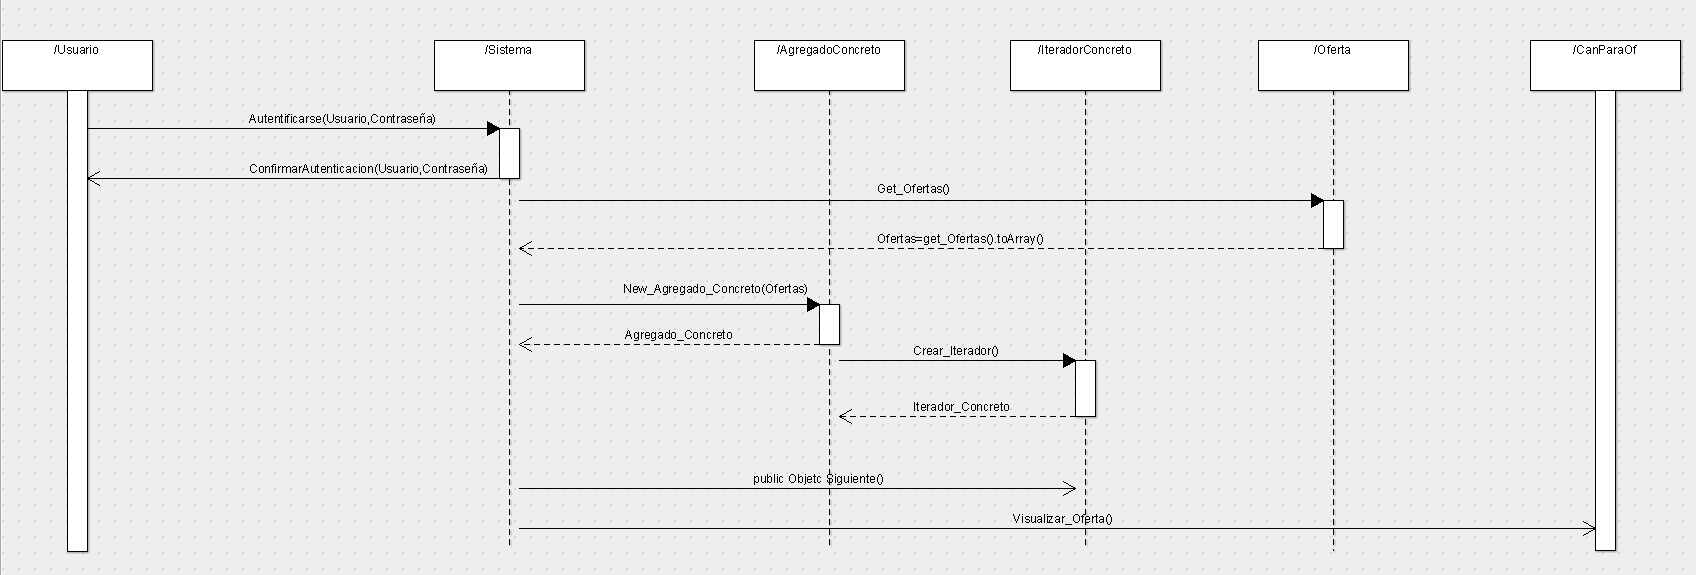 /Usuario
/Sistema
/AgregadoConcreto
/IteradorConcreto
/Oferta
/CanParaOf
Autentificarse(Usuario,Contraseña)
ConfirmarAutenticacion(Usuario,Contraseña)
Get_Ofertas()
Ofertas=get_Ofertas().toArray()
New_Agregado_Concreto(Ofertas)
Agregado_Concreto
Crear_Iterador()
Iterador_Concreto
public Objetc Siguiente()
Visualizar_Oferta()